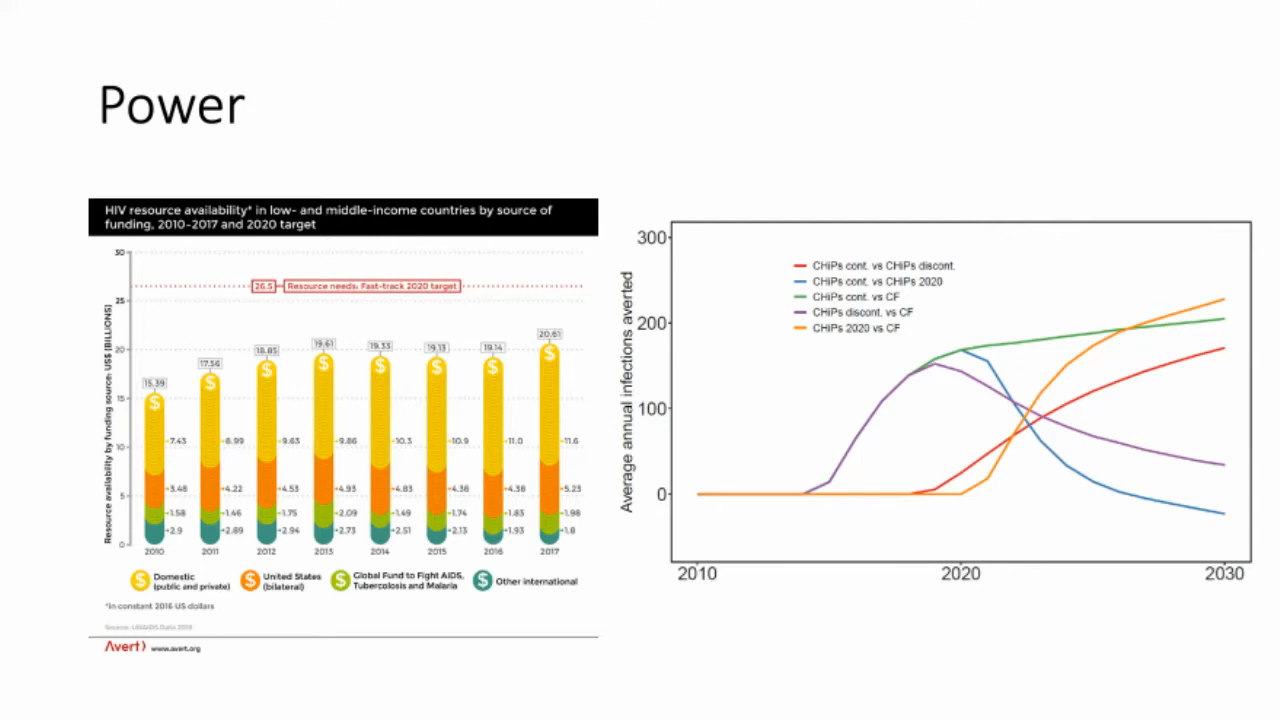 Power
HIV resource availability* in low- and middle-income countries by source of
funding, 2010-2017 and 2020 target
Resource availability by funding source: US$ (BILLIONS)
30
25
20
15
10
5
0
26.5
Resource needs: Fast-track 2020 target
15.39
17.56
18.85
19.61
19.33
19.13
19.14
20.61
7.43
8.99
9.63
9.86
10.3
10.9
11.0
11.6
3.48
4.22
4.53
4.93
4.83
4.36
4.38
5.23
1.58
1.46
1.75
2.09
1.49
1.74
1.83
1.98
2.9
2.89
2.94
2.73
2.51
2.13
1.93
1.8
2010 2011 2012 2013 2014 2015 2016 2017
Domestic
(public and private)
United States
(bilateral)
Global Fund to Fight AIDS,
Tubercolosis and Malaria
Other international
*In constant 2016 US dollars
Source: UNAIDS Data 2018
Avert) www.avert.org
Average annual infections averted
300
200
100
0
CHiPs cont. vs CHiPs discont.
CHiPs cont. vs CHiPs 2020
CHiPs cont. vs CF
CHiPs discont. vs CF
CHiPs 2020 vs CF
2010 2020 2030